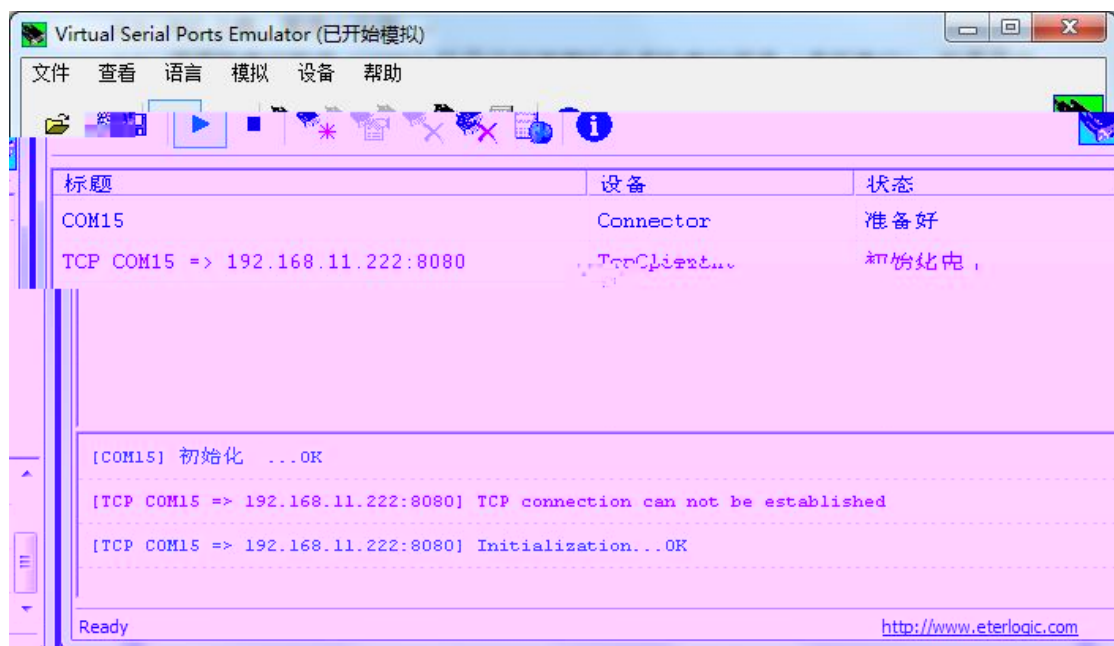 Virtual Serial Ports Emulator (已开始模拟)
文件 查看 语言 模拟 设备 帮助
标题 设备 状态
COM15 Connector 准备好
TCP COM15 => 192.168.11.222:8080
[COM15] 初始化 ...OK
[TCP COM15 => 192.168.11.222:8080] TCP connection can not be established
[TCP COM15 => 192.168.11.222:8080] Initialization...OK
Ready http://www.eterlogic.com